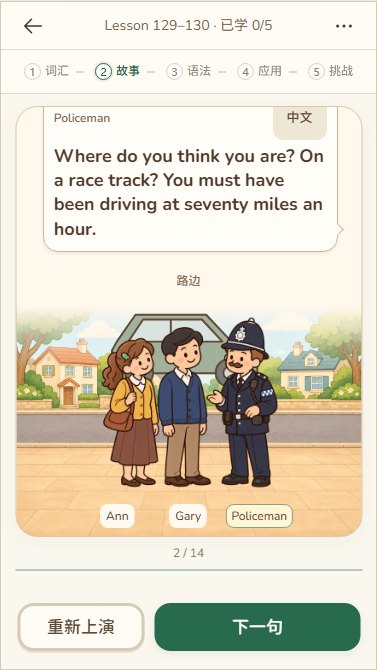 Lesson 129–130 · 已学 0/5
1 词汇 2 故事 3 语法 4 应用 5 挑战
Policeman 中文
Where do you think you are? On
a race track? You must have
been driving at seventy miles an
hour.
路边
Ann Gary Policeman
2 / 14
重新上演 下一句